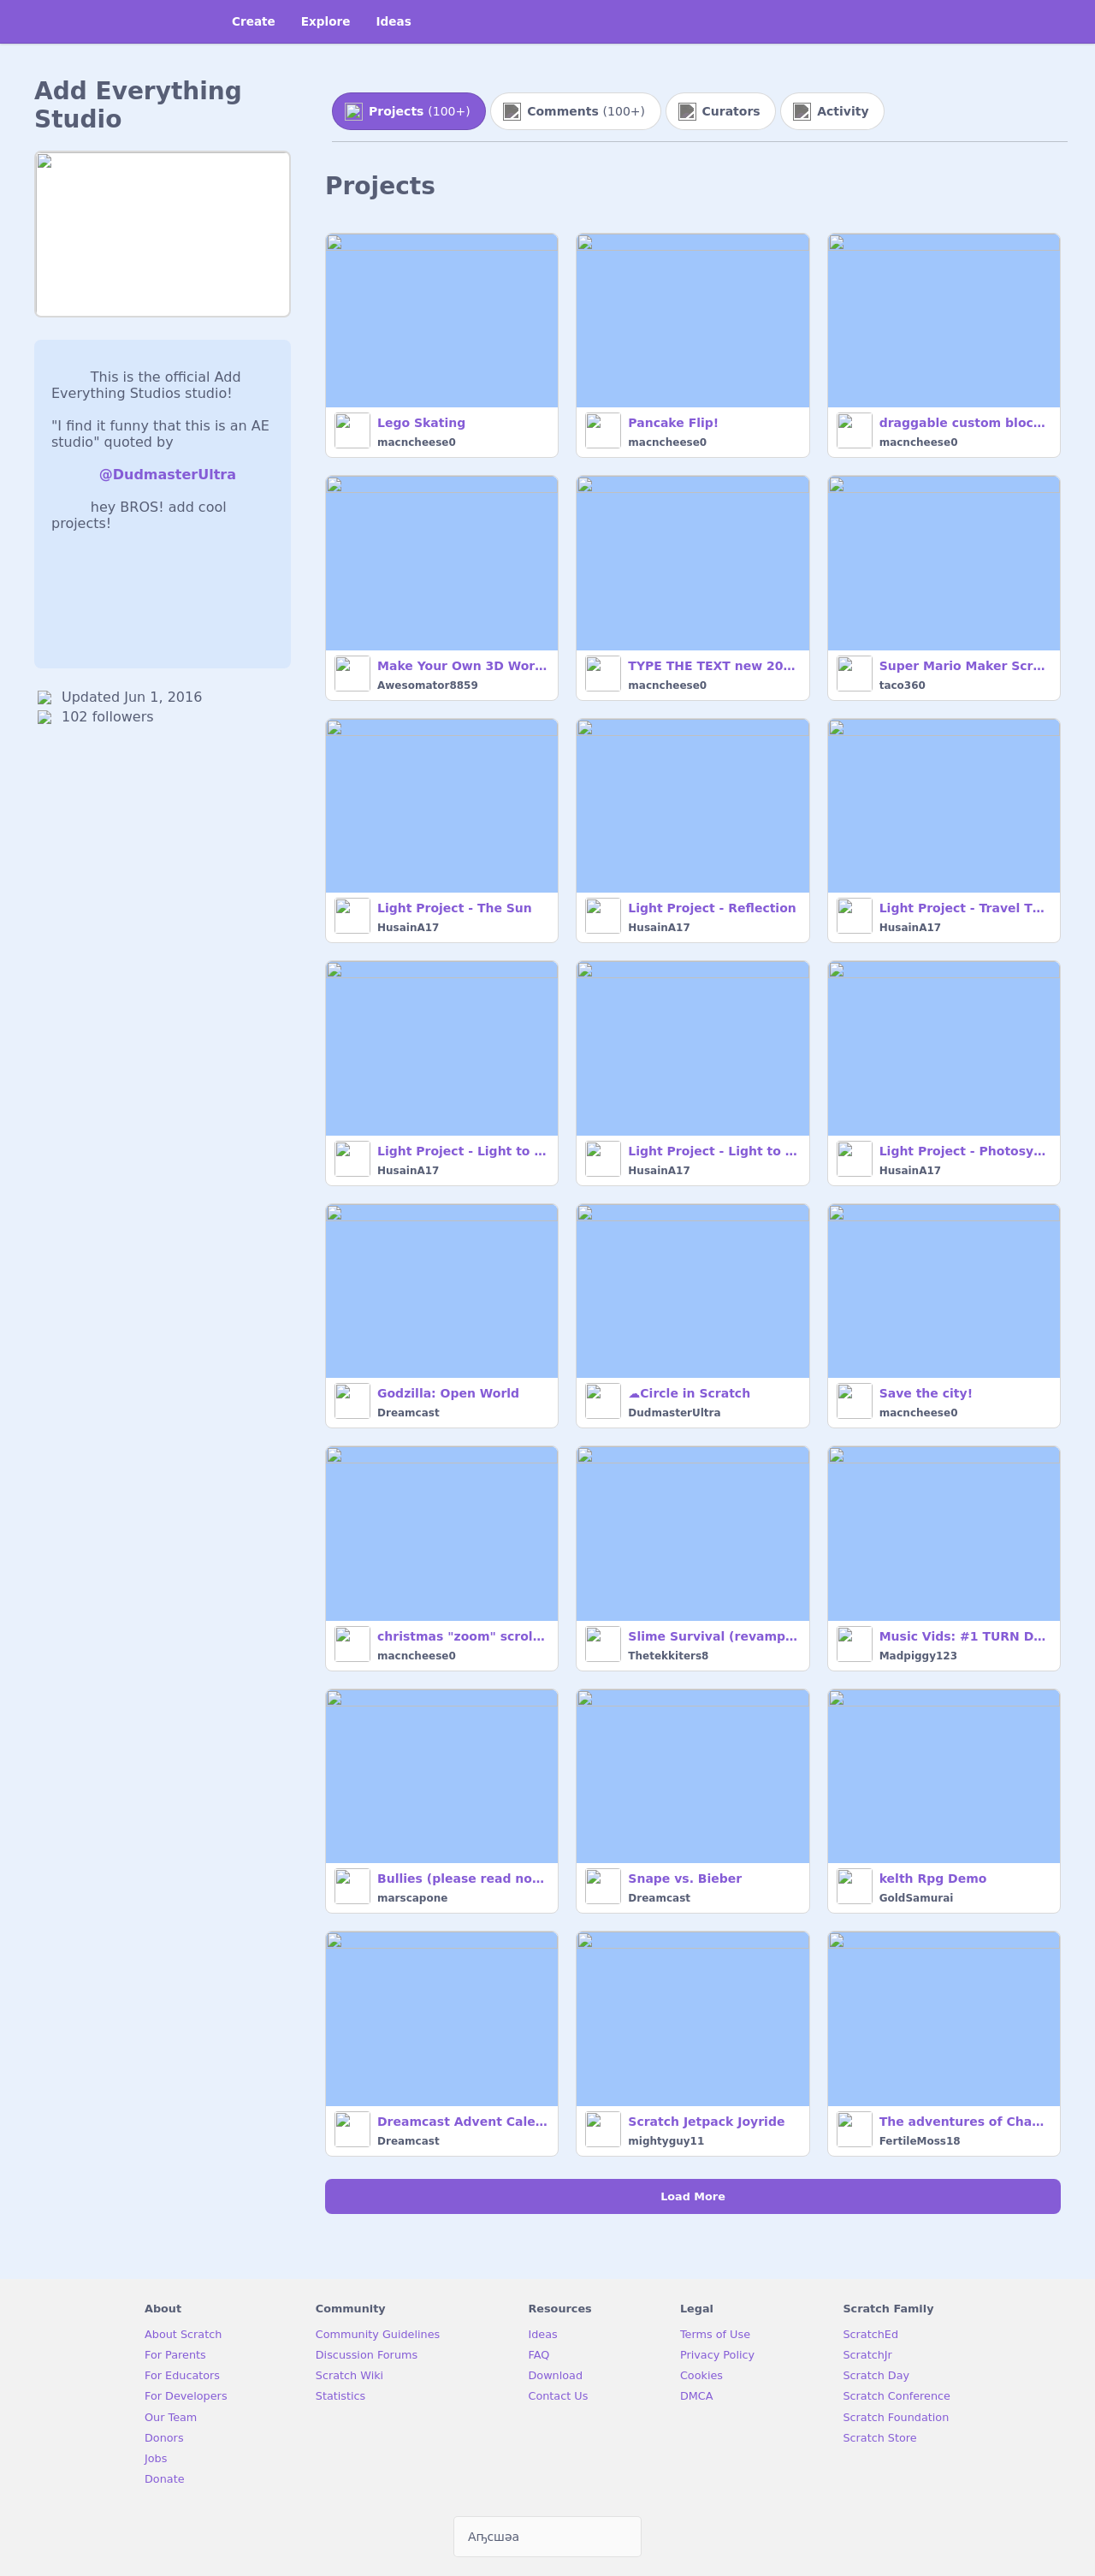 Create Explore Ideas
Add Everything
Studio
Projects (100+) Comments (100+) Curators Activity
This is the official Add
Everything Studios studio!
"I find it funny that this is an AE
studio" quoted by
@DudmasterUltra
hey BROS! add cool
projects!
Updated Jun 1, 2016
102 followers
Projects
Lego Skating
macncheese0
Pancake Flip!
macncheese0
draggable custom bloc...
macncheese0
Make Your Own 3D Wor...
Awesomator8859
TYPE THE TEXT new 20...
macncheese0
Super Mario Maker Scr...
taco360
Light Project - The Sun
HusainA17
Light Project - Reflection
HusainA17
Light Project - Travel T...
HusainA17
Light Project - Light to ...
HusainA17
Light Project - Light to ...
HusainA17
Light Project - Photosy...
HusainA17
Godzilla: Open World
Dreamcast
☁Circle in Scratch
DudmasterUltra
Save the city!
macncheese0
christmas "zoom" scrol...
macncheese0
Slime Survival (revamp...
Thetekkiters8
Music Vids: #1 TURN D...
Madpiggy123
Bullies (please read no...
marscapone
Snape vs. Bieber
Dreamcast
kelth Rpg Demo
GoldSamurai
Dreamcast Advent Cale...
Dreamcast
Scratch Jetpack Joyride
mightyguy11
The adventures of Cha...
FertileMoss18
Load More
About
About Scratch
For Parents
For Educators
For Developers
Our Team
Donors
Jobs
Donate
Community
Community Guidelines
Discussion Forums
Scratch Wiki
Statistics
Resources
Ideas
FAQ
Download
Contact Us
Legal
Terms of Use
Privacy Policy
Cookies
DMCA
Scratch Family
ScratchEd
ScratchJr
Scratch Day
Scratch Conference
Scratch Foundation
Scratch Store
Аҧсшәа